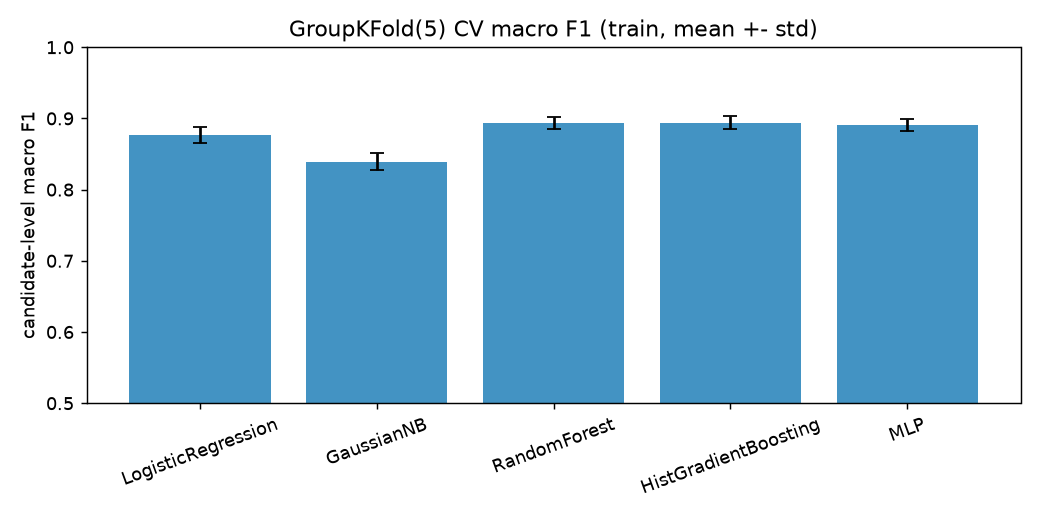 GroupKFold(5) CV macro F1 (train, mean +- std)
candidate-level macro F1
1.0
0.9
0.8
0.7
0.6
0.5
LogisticRegression
GaussianNB
RandomForest
HistGradientBoosting
MLP